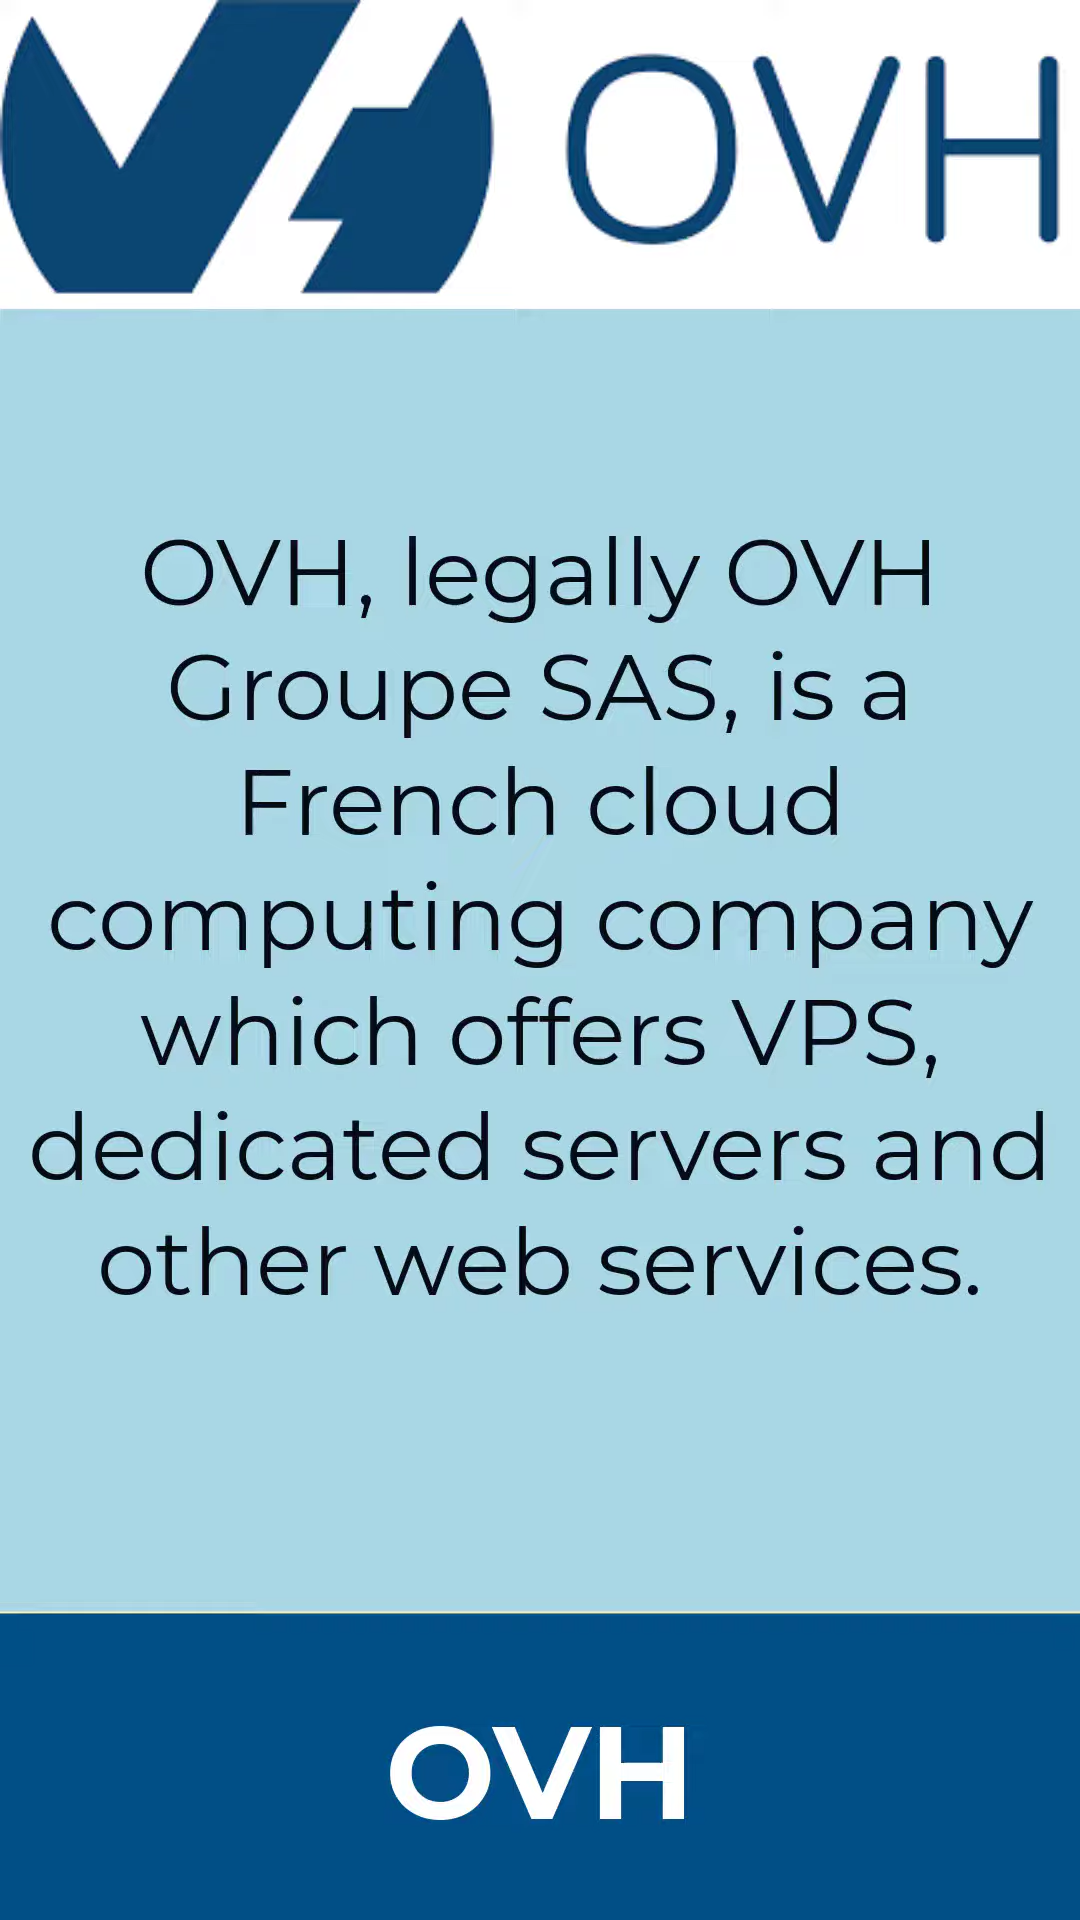 OVH
OVH, legally OVH
Groupe SAS, is a
French cloud
computing company
which offers VPS,
dedicated servers and
other web services.
OVH